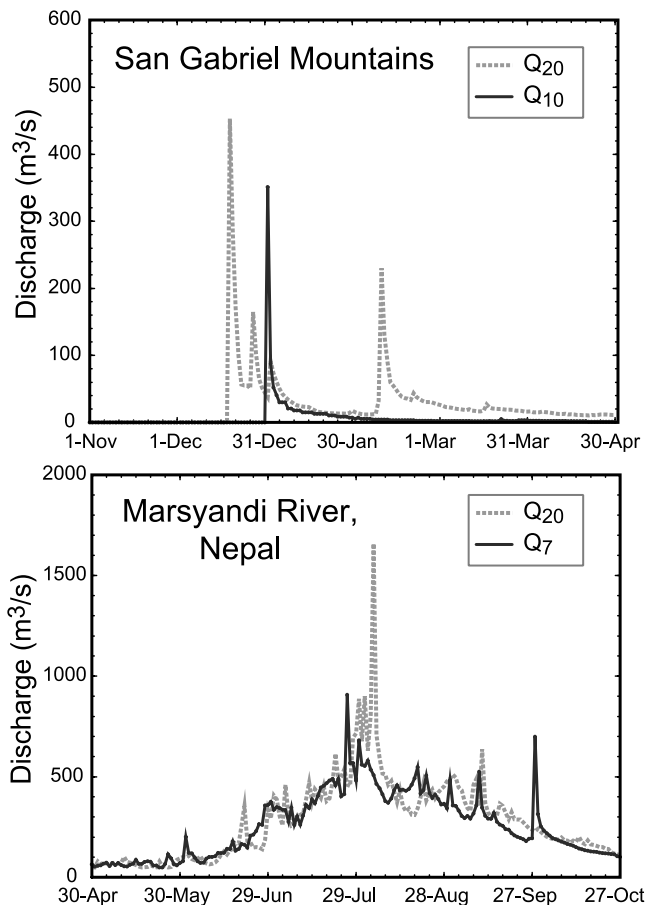 600
500
400
300
200
100
0
Discharge (m³/s)
San Gabriel Mountains
Q₂₀
Q₁₀
1-Nov 1-Dec 31-Dec 30-Jan 1-Mar 31-Mar 30-Apr
2000
1500
1000
500
0
Discharge (m³/s)
Marsyandi River,
Nepal
Q₂₀
Q₇
30-Apr 30-May 29-Jun 29-Jul 28-Aug 27-Sep 27-Oct